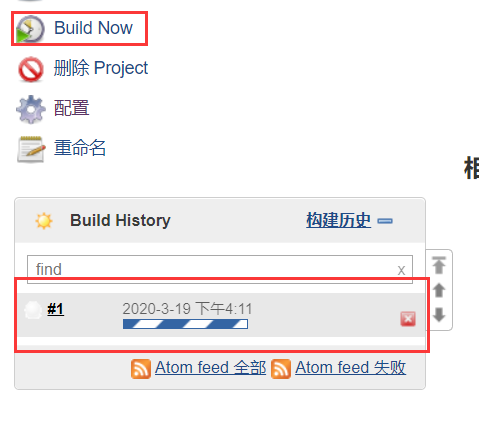 Build Now
删除 Project
配置
重命名
Build History 构建历史
find x
#1 2020-3-19 下午4:11
Atom feed 全部 Atom feed 失败